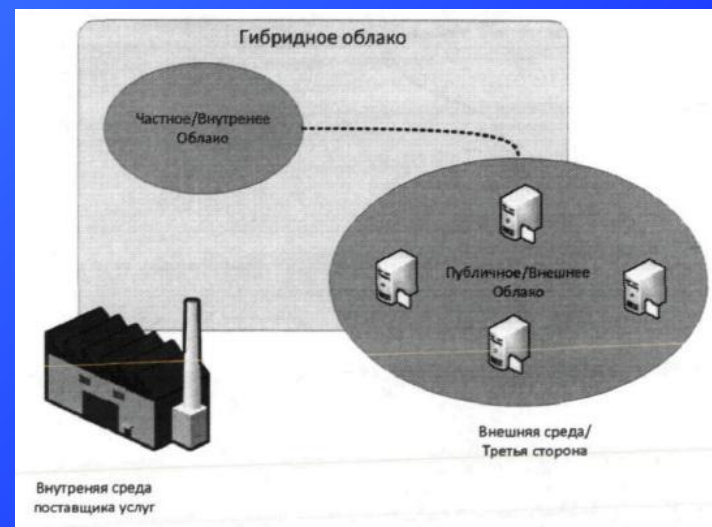 Гибридное облако
Частное/Внутренее
Облако
Публичное/Внешнее
Облако
Внешняя среда/
Третья сторона
Внутреняя среда
поставщика услуг